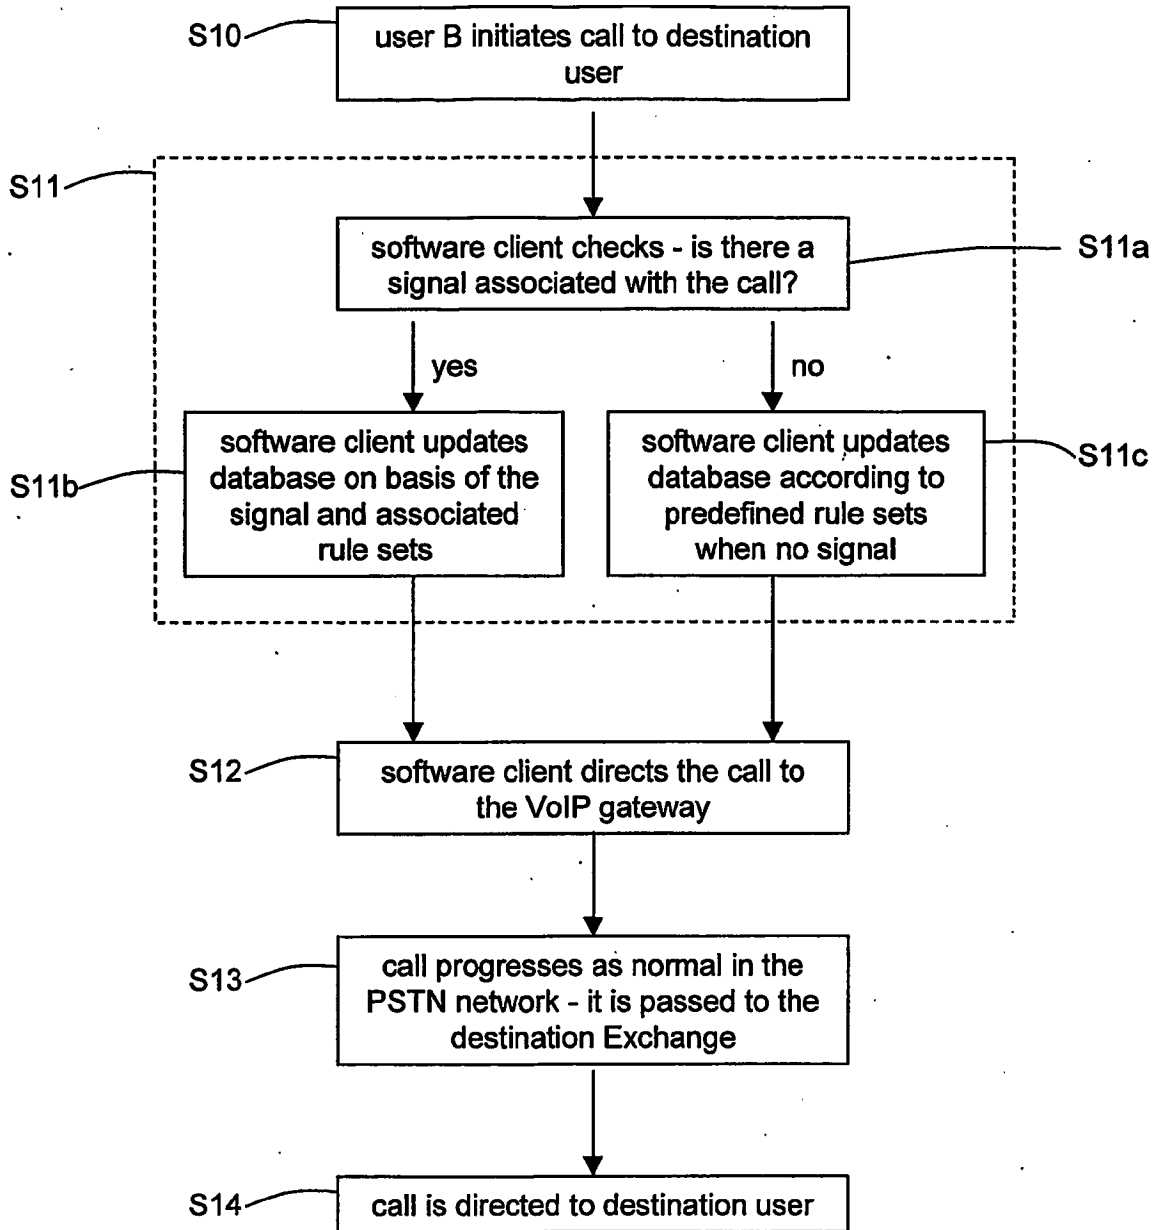 S10
user B initiates call to destination
user
S11
software client checks - is there a
signal associated with the call?
S11a
yes
no
S11b
software client updates
database on basis of the
signal and associated
rule sets
software client updates
database according to
predefined rule sets
when no signal
S11c
S12
software client directs the call to
the VoIP gateway
S13
call progresses as normal in the
PSTN network - it is passed to the
destination Exchange
S14
call is directed to destination user